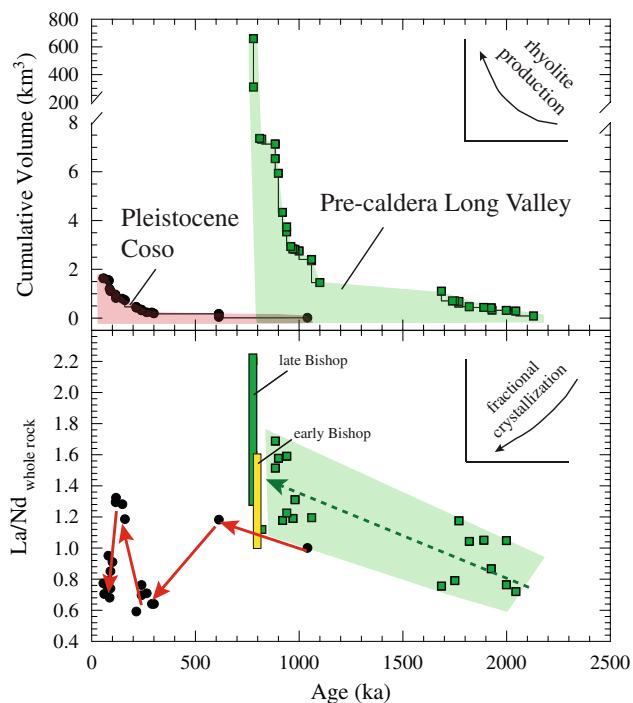 800
600
400
200
8
6
4
2
0
Cumulative Volume (km³)
rhyolite
production
Pleistocene
Coso
Pre-caldera Long Valley
2.2
2.0
1.8
1.6
1.4
1.2
1.0
0.8
0.6
0.4
La/Nd whole rock
late Bishop
early Bishop
fractional
crystallization
0 500 1000 1500 2000 2500
Age (ka)